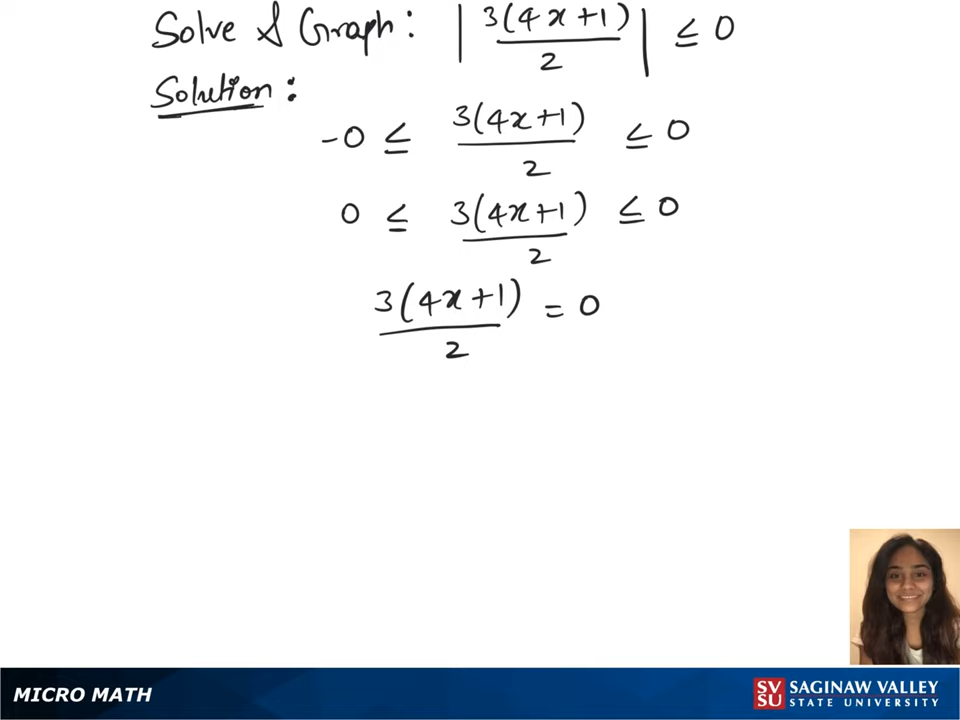 Solve & Graph: | 3(4x+1)/2 | ≤ 0
Solution:
-0 ≤ 3(4x+1)/2 ≤ 0
0 ≤ 3(4x+1)/2 ≤ 0
3(4x+1)/2 = 0
MICRO MATH
SV SU SAGINAW VALLEY
STATE UNIVERSITY